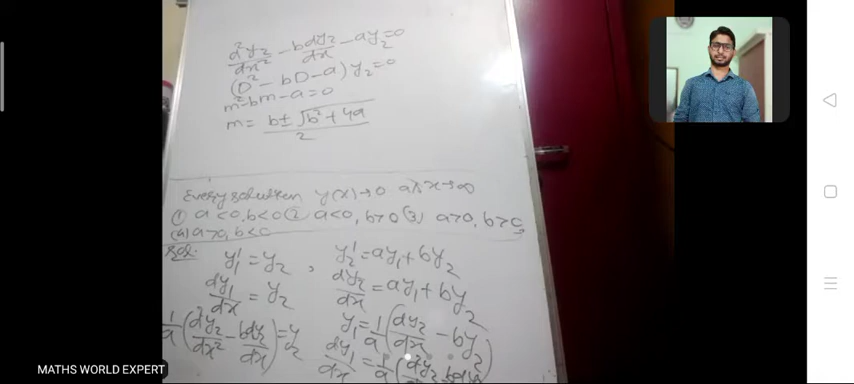 d²y₂/dx² - b dy₂/dx - ay₂ = 0
(D² - bD - a) y₂ = 0
m² - bm - a = 0
m = b ± √b² + 4a / 2
Every solution y(x) → 0 as x → ∞
(1) a < 0, b < 0 (2) a < 0, b > 0 (3) a > 0, b > 0
(4) a > 0, b < 0
Sol. y₁' = y₂ , y₂' = ay₁ + by₂
dy₁/dx = y₂ dy₂/dx = ay₁ + by₂
y₁ = 1/a (dy₂/dx - by₂)
1/a (d²y₂/dx² - b dy₂/dx) = y₂
dy₁/dx = 1/a (d²y₂
MATHS WORLD EXPERT